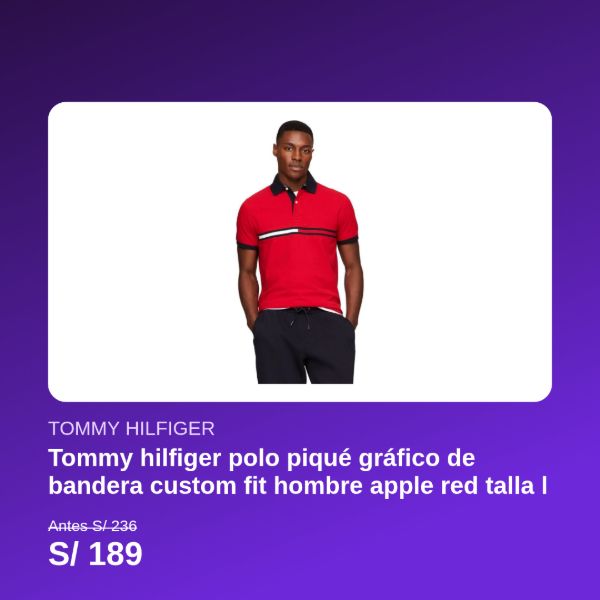 TOMMY HILFIGER
Tommy hilfiger polo piqué gráfico de
bandera custom fit hombre apple red talla l
Antes S/ 236
S/ 189